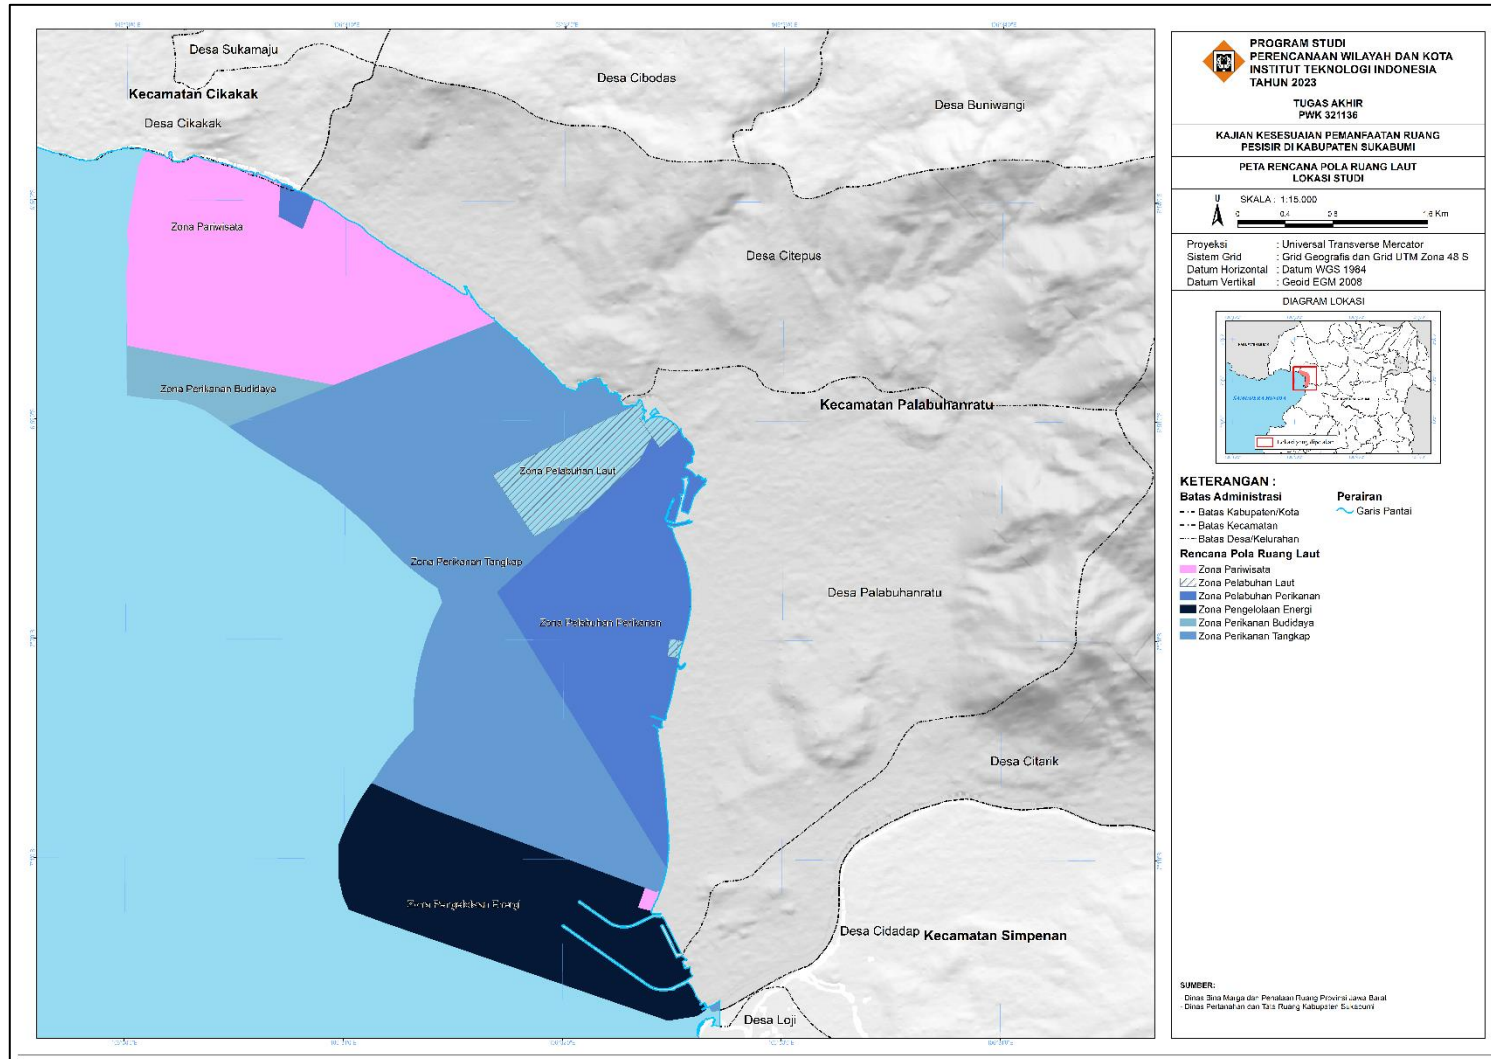 Desa Sukamaju
Desa Cibodas
Kecamatan Cikakak
Desa Buniwangi
Desa Cikakak
Zona Pariwisata
Desa Citepus
Zona Perikanan Budidaya
Kecamatan Palabuhanratu
Zona Pelabuhan Laut
Zona Perikanan Tangkap
Desa Palabuhanratu
Zona Pelabuhan Perikanan
Desa Citarik
Zona Pengelolaan Energi
Desa Cidadap
Kecamatan Simpenan
Desa Loji
PROGRAM STUDI
PERENCANAAN WILAYAH DAN KOTA
INSTITUT TEKNOLOGI INDONESIA
TAHUN 2023
TUGAS AKHIR
PWK 321136
KAJIAN KESESUAIAN PEMANFAATAN RUANG
PESISIR DI KABUPATEN SUKABUMI
PETA RENCANA POLA RUANG LAUT
LOKASI STUDI
U
SKALA : 1:15.000
0 0.4 0.8 1.6 Km
Proyeksi : Universal Transverse Mercator
Sistem Grid : Grid Geografis dan Grid UTM Zona 48 S
Datum Horizontal : Datum WGS 1984
Datum Vertikal : Geoid EGM 2008
DIAGRAM LOKASI
KETERANGAN :
Batas Administrasi
Batas Kabupaten/Kota
Batas Kecamatan
Batas Desa/Kelurahan
Perairan
Garis Pantai
Rencana Pola Ruang Laut
Zona Pariwisata
Zona Pelabuhan Laut
Zona Pelabuhan Perikanan
Zona Pengelolaan Energi
Zona Perikanan Budidaya
Zona Perikanan Tangkap
SUMBER:
- Dinas Bina Marga dan Penataan Ruang Provinsi Jawa Barat
- Dinas Pertanahan dan Tata Ruang Kabupaten Sukabumi